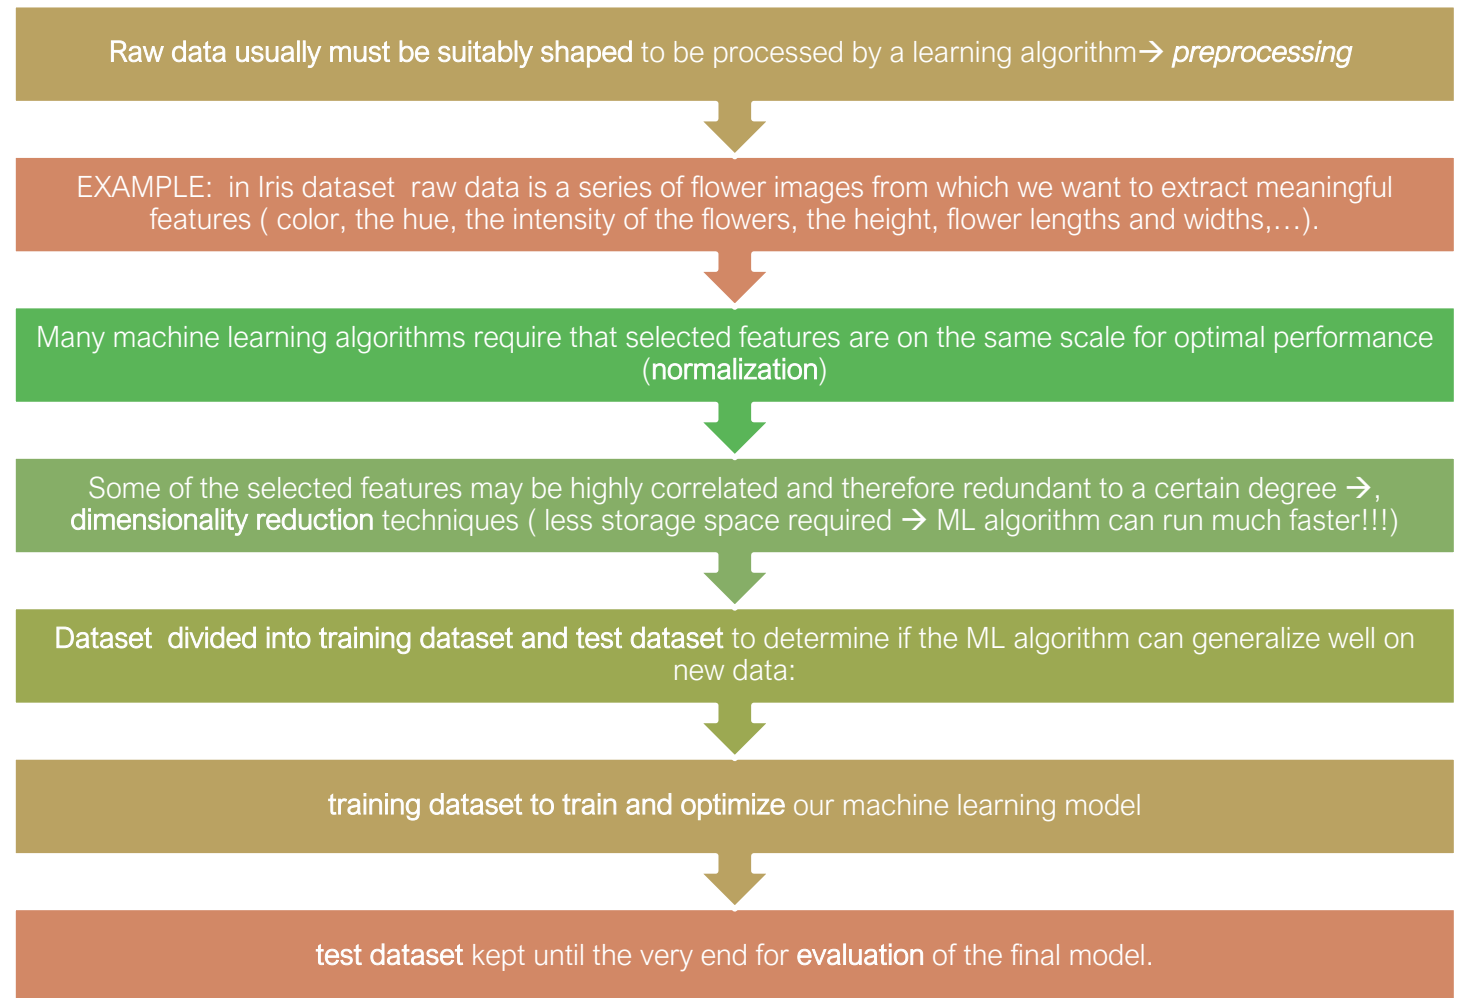 Raw data usually must be suitably shaped to be processed by a learning algorithm→ preprocessing
EXAMPLE:  in Iris dataset  raw data is a series of flower images from which we want to extract meaningful
features ( color, the hue, the intensity of the flowers, the height, flower lengths and widths,…).
Many machine learning algorithms require that selected features are on the same scale for optimal performance
(normalization)
Some of the selected features may be highly correlated and therefore redundant to a certain degree →,
dimensionality reduction techniques ( less storage space required → ML algorithm can run much faster!!!)
Dataset  divided into training dataset and test dataset to determine if the ML algorithm can generalize well on
new data:
training dataset to train and optimize our machine learning model
test dataset kept until the very end for evaluation of the final model.